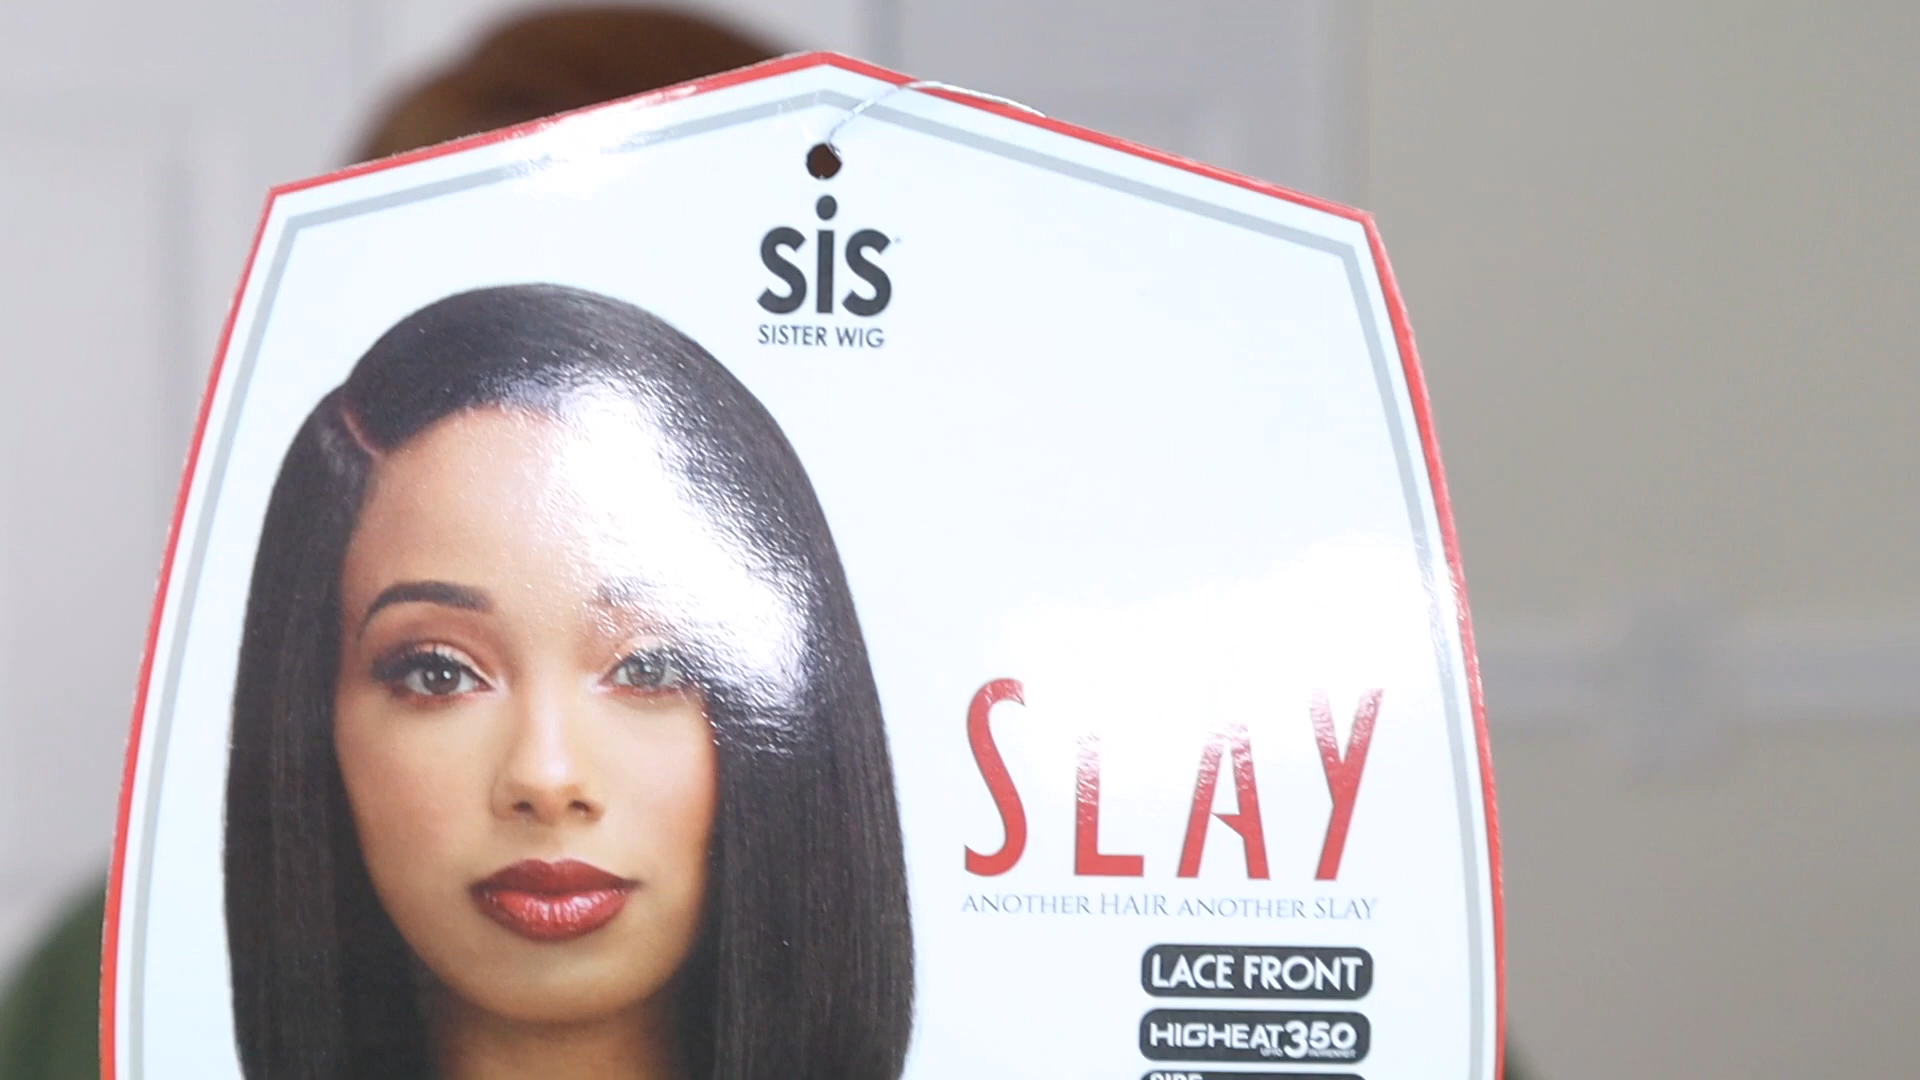 sis
SISTER WIG
SLAY
ANOTHER HAIR ANOTHER SLAY
LACE FRONT
HIGHEAT350